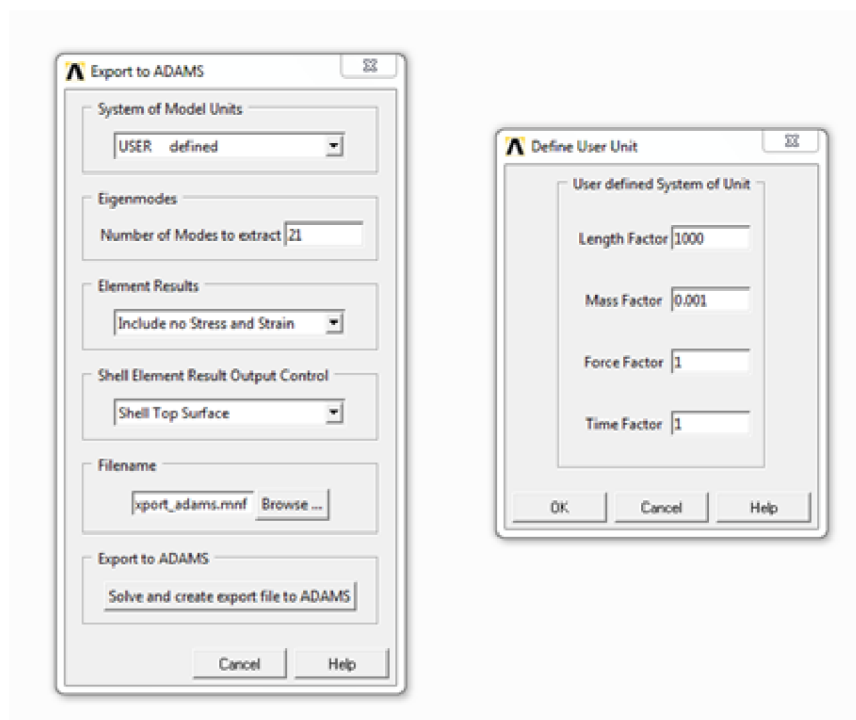 Export to ADAMS
System of Model Units
USER defined
Eigenmodes
Number of Modes to extract 21
Element Results
Include no Stress and Strain
Shell Element Result Output Control
Shell Top Surface
Filename
xport_adams.mnf Browse ...
Export to ADAMS
Solve and create export file to ADAMS
Cancel Help
Define User Unit
User defined System of Unit
Length Factor 1000
Mass Factor 0.001
Force Factor 1
Time Factor 1
OK Cancel Help